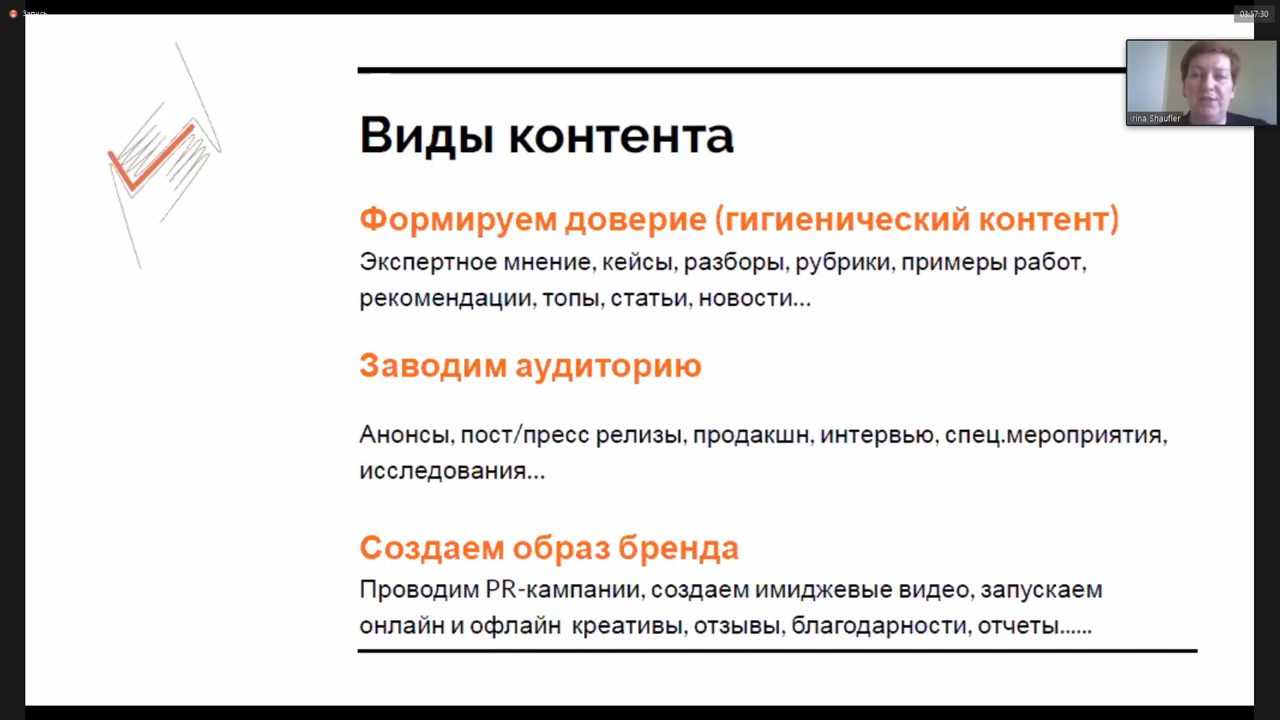 Запись
03:57:30
Irina Shaufler
Виды контента
Формируем доверие (гигиенический контент)
Экспертное мнение, кейсы, разборы, рубрики, примеры работ,
рекомендации, топы, статьи, новости...
Заводим аудиторию
Анонсы, пост/пресс релизы, продакшн, интервью, спец.мероприятия,
исследования...
Создаем образ бренда
Проводим PR-кампании, создаем имиджевые видео, запускаем
онлайн и офлайн креативы, отзывы, благодарности, отчеты......